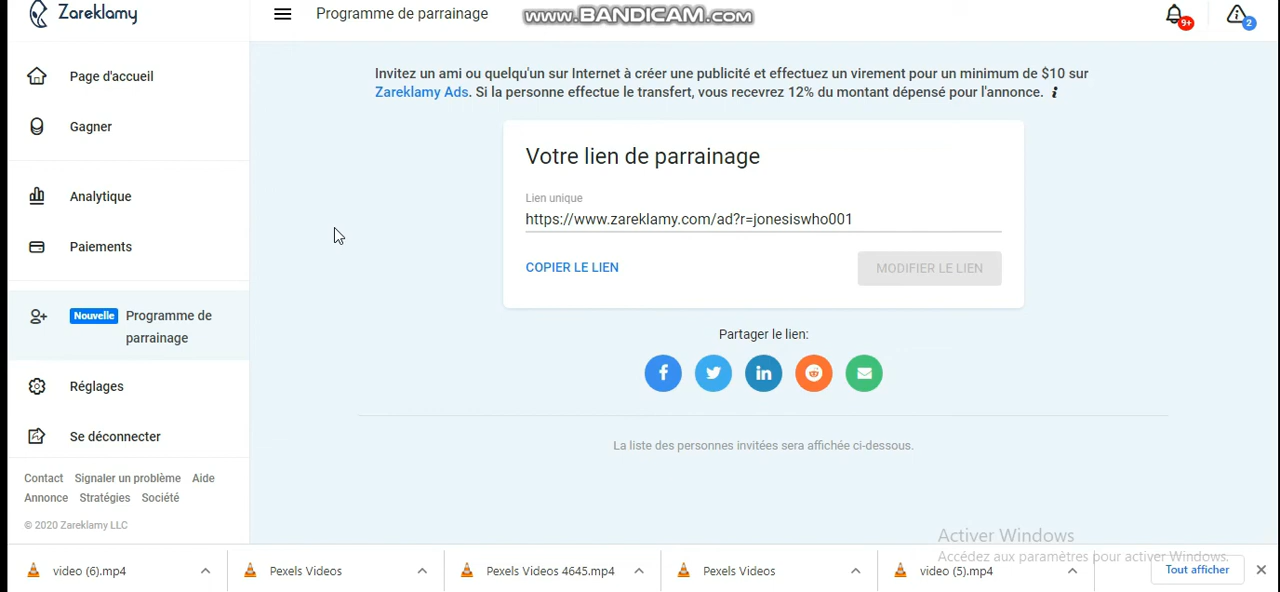 Zareklamy
Programme de parrainage
www.BANDICAM.com
9+
2
Page d'accueil
Gagner
Analytique
Paiements
Nouvelle
Programme de
parrainage
Réglages
Se déconnecter
Contact Signaler un problème Aide
Annonce Stratégies Société
© 2020 Zareklamy LLC
Invitez un ami ou quelqu'un sur Internet à créer une publicité et effectuez un virement pour un minimum de $10 sur
Zareklamy Ads. Si la personne effectue le transfert, vous recevrez 12% du montant dépensé pour l'annonce. i
Votre lien de parrainage
Lien unique
https://www.zareklamy.com/ad?r=jonesiswho001
COPIER LE LIEN
MODIFIER LE LIEN
Partager le lien:
La liste des personnes invitées sera affichée ci-dessous.
Activer Windows
Accédez aux paramètres pour activer Windows.
video (6).mp4
Pexels Videos
Pexels Videos 4645.mp4
Pexels Videos
video (5).mp4
Tout afficher